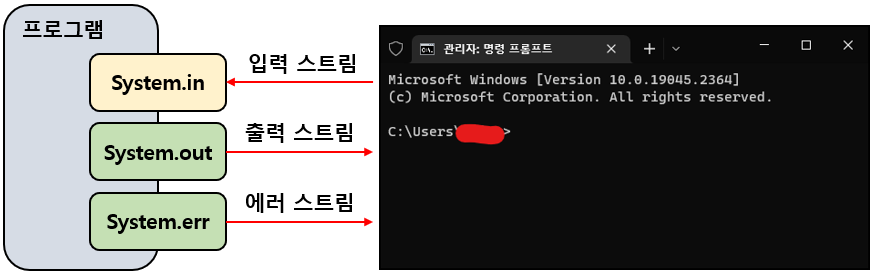 프로그램
System.in
System.out
System.err
입력 스트림
출력 스트림
에러 스트림
관리자: 명령 프롬프트
Microsoft Windows [Version 10.0.19045.2364]
(c) Microsoft Corporation. All rights reserved.
C:\Users\
>